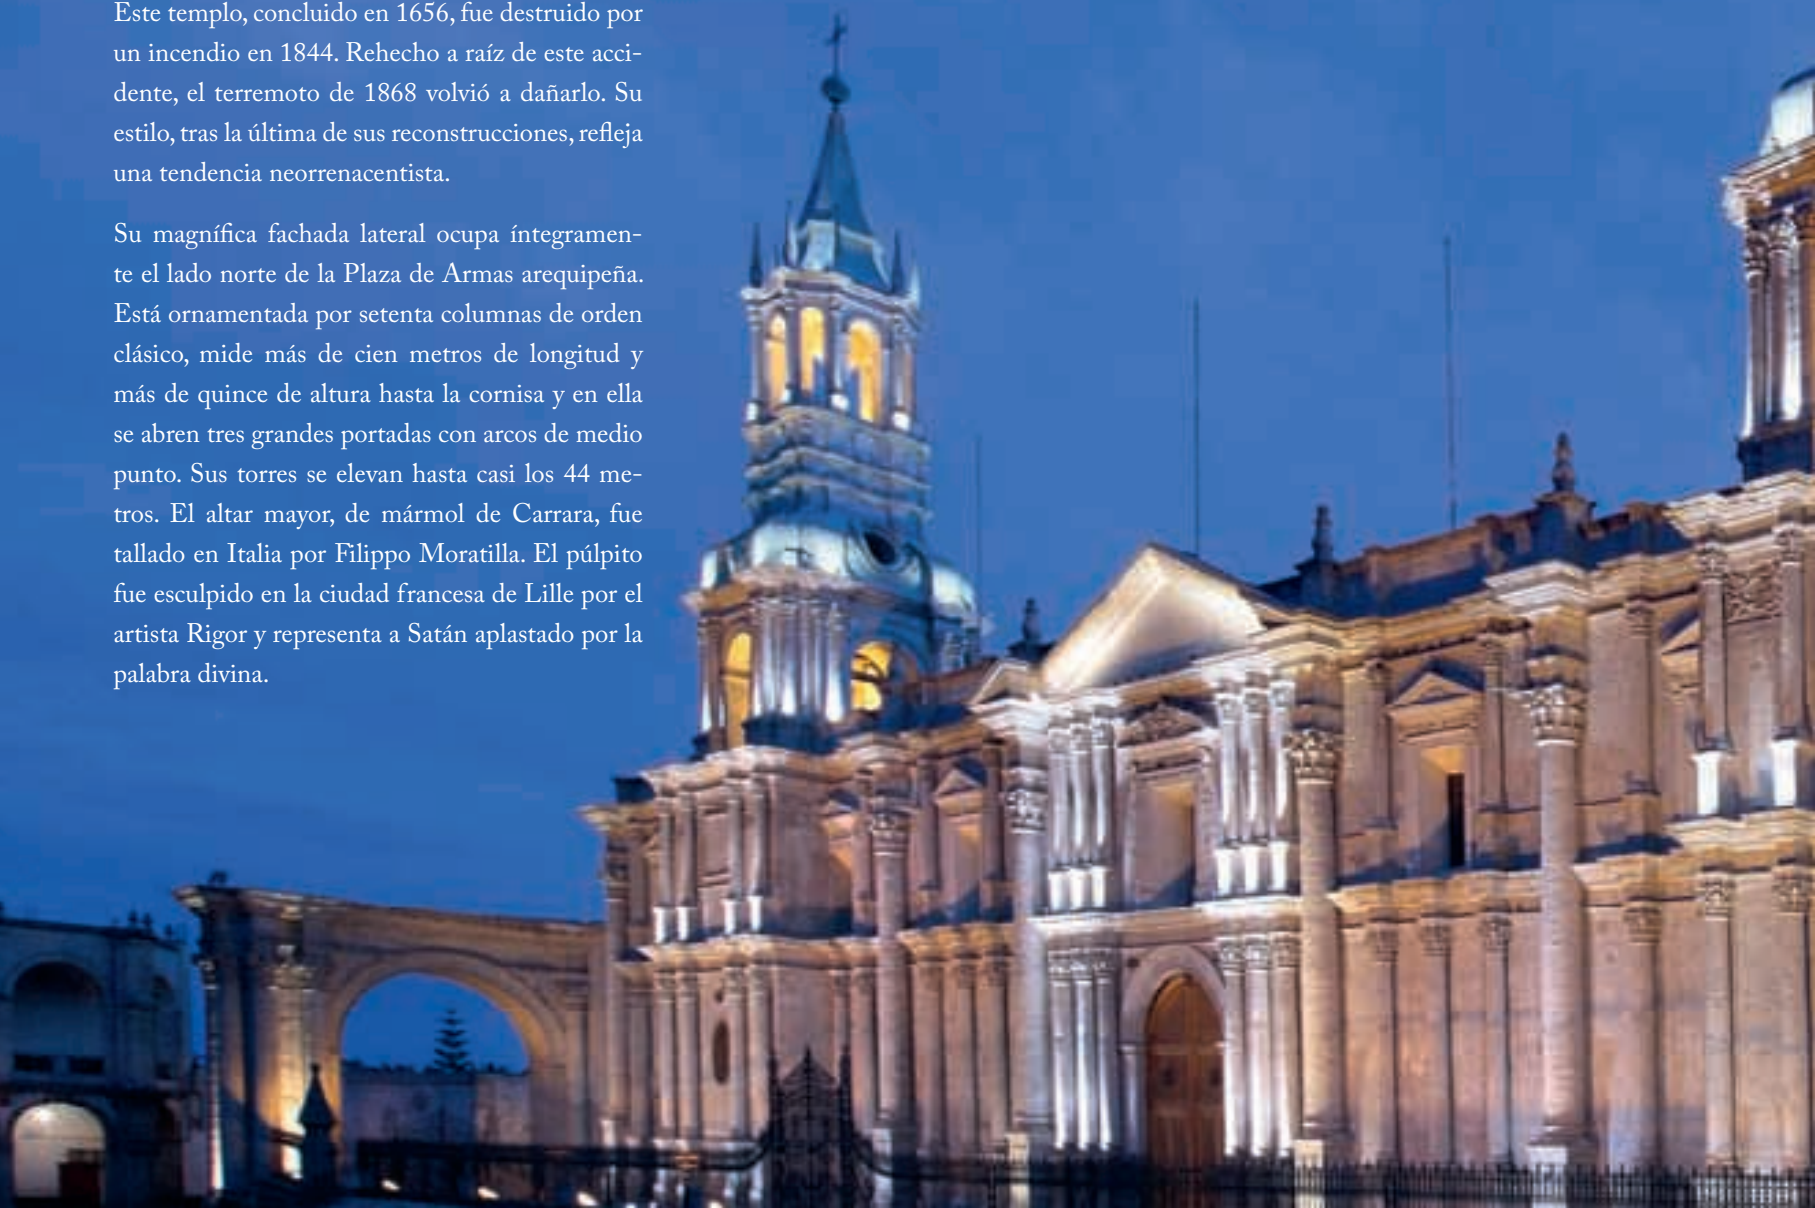 Este templo, concluido en 1656, fue destruido por
un incendio en 1844. Rehecho a raíz de este acci-
dente, el terremoto de 1868 volvió a dañarlo. Su
estilo, tras la última de sus reconstrucciones, refleja
una tendencia neorrenacentista.
Su magnífica fachada lateral ocupa íntegramen-
te el lado norte de la Plaza de Armas arequipeña.
Está ornamentada por setenta columnas de orden
clásico, mide más de cien metros de longitud y
más de quince de altura hasta la cornisa y en ella
se abren tres grandes portadas con arcos de medio
punto. Sus torres se elevan hasta casi los 44 me-
tros. El altar mayor, de mármol de Carrara, fue
tallado en Italia por Filippo Moratilla. El púlpito
fue esculpido en la ciudad francesa de Lille por el
artista Rigor y representa a Satán aplastado por la
palabra divina.